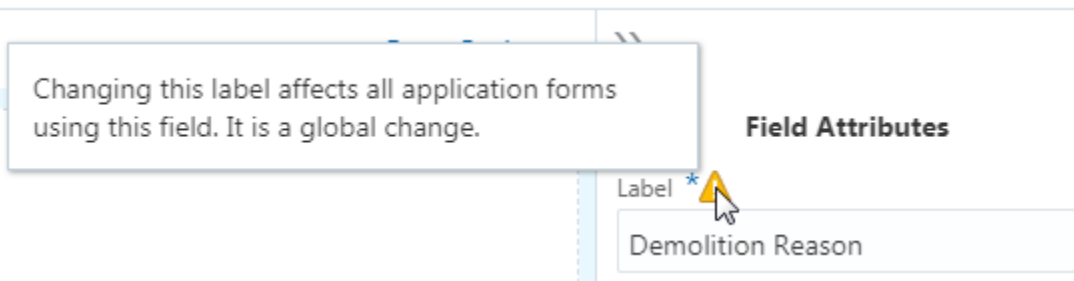 Changing this label affects all application forms
using this field. It is a global change.
Field Attributes
Label *
Demolition Reason